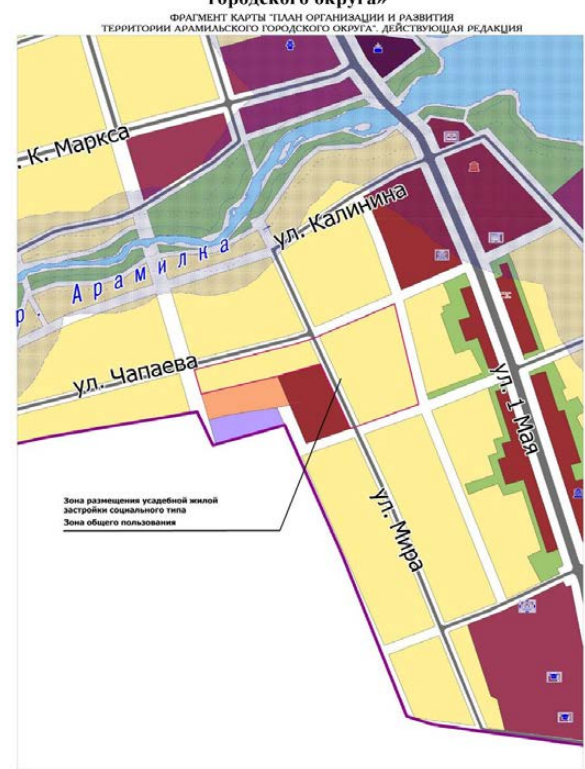 городского округа»
ФРАГМЕНТ КАРТЫ "ПЛАН ОРГАНИЗАЦИИ И РАЗВИТИЯ
ТЕРРИТОРИИ АРАМИЛЬСКОГО ГОРОДСКОГО ОКРУГА". ДЕЙСТВУЮЩАЯ РЕДАКЦИЯ
. К. Маркса
ул. Калинина
р. Арамилка
ул. Чапаева
ул. 1 Мая
Зона размещения усадебной жилой
застройки социального типа
Зона общего пользования
ул. Мира